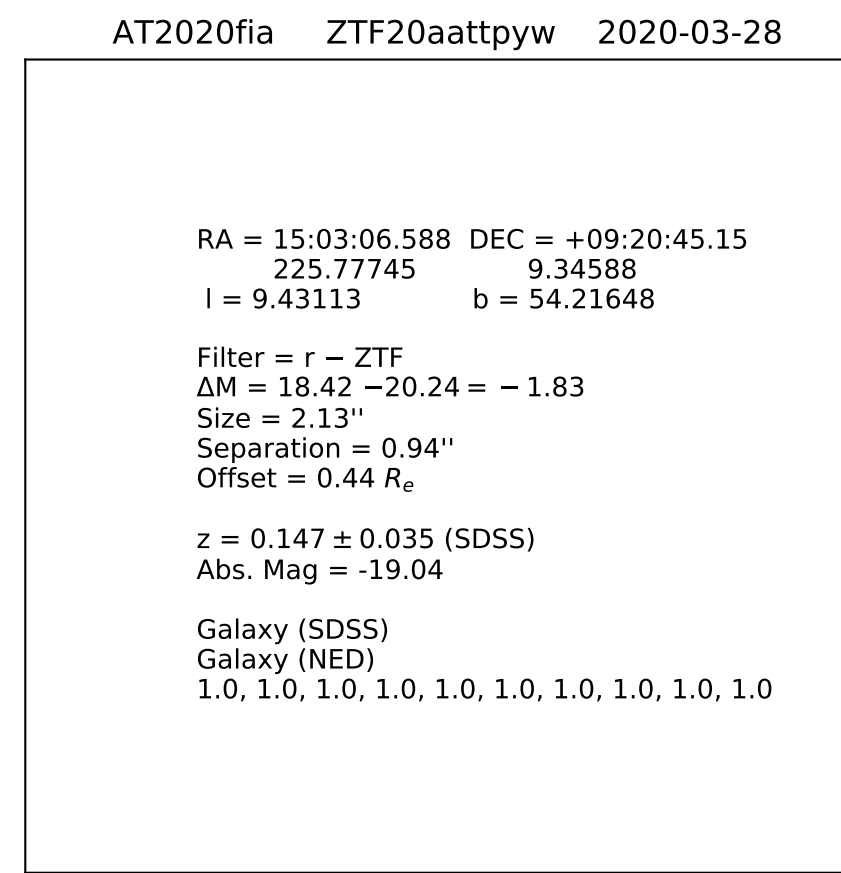 AT2020fia ZTF20aattpyw 2020-03-28
RA = 15:03:06.588 DEC = +09:20:45.15
225.77745 9.34588
l = 9.43113 b = 54.21648
Filter = r − ZTF
ΔM = 18.42 −20.24 = − 1.83
Size = 2.13''
Separation = 0.94''
Offset = 0.44 Re
z = 0.147 ± 0.035 (SDSS)
Abs. Mag = -19.04
Galaxy (SDSS)
Galaxy (NED)
1.0, 1.0, 1.0, 1.0, 1.0, 1.0, 1.0, 1.0, 1.0, 1.0